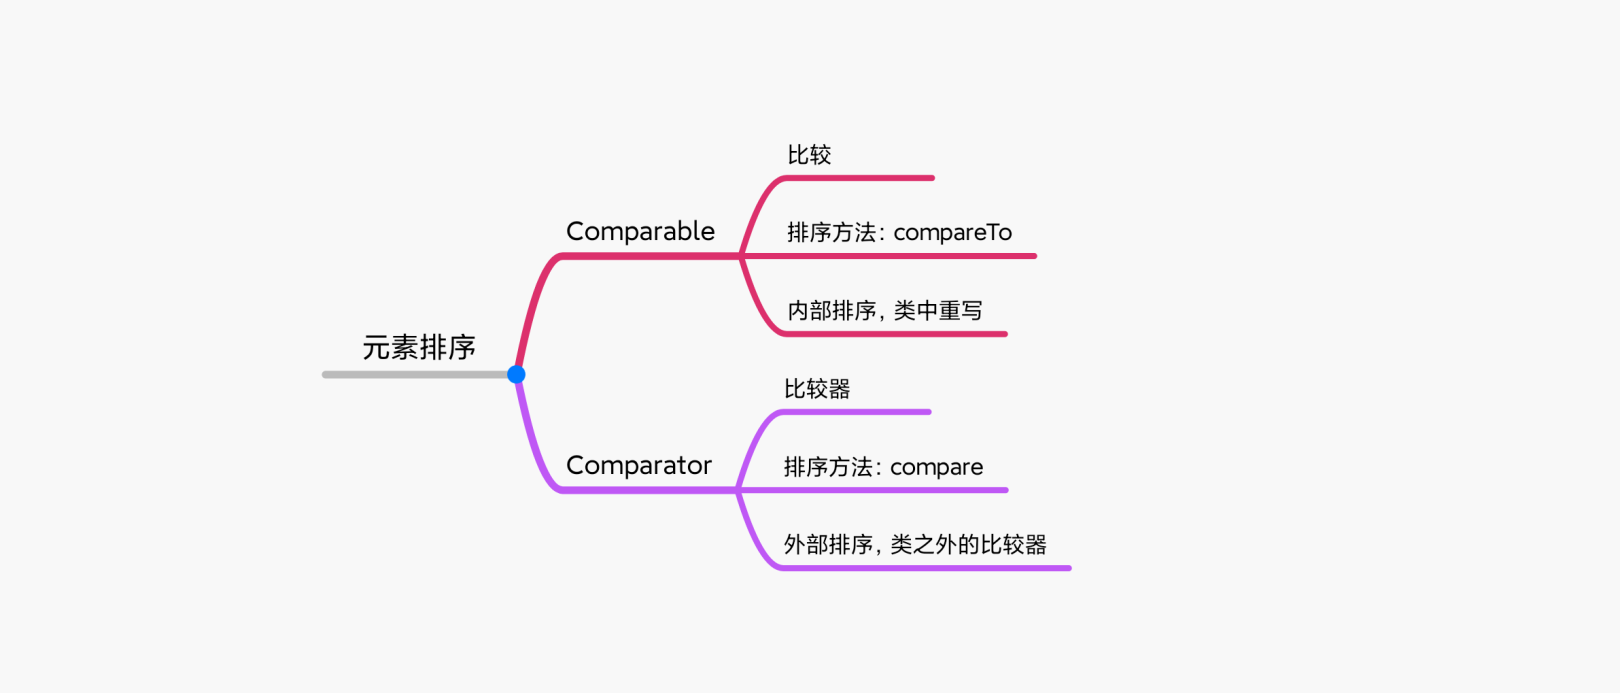 元素排序
Comparable
比较
排序方法：compareTo
内部排序，类中重写
Comparator
比较器
排序方法：compare
外部排序，类之外的比较器